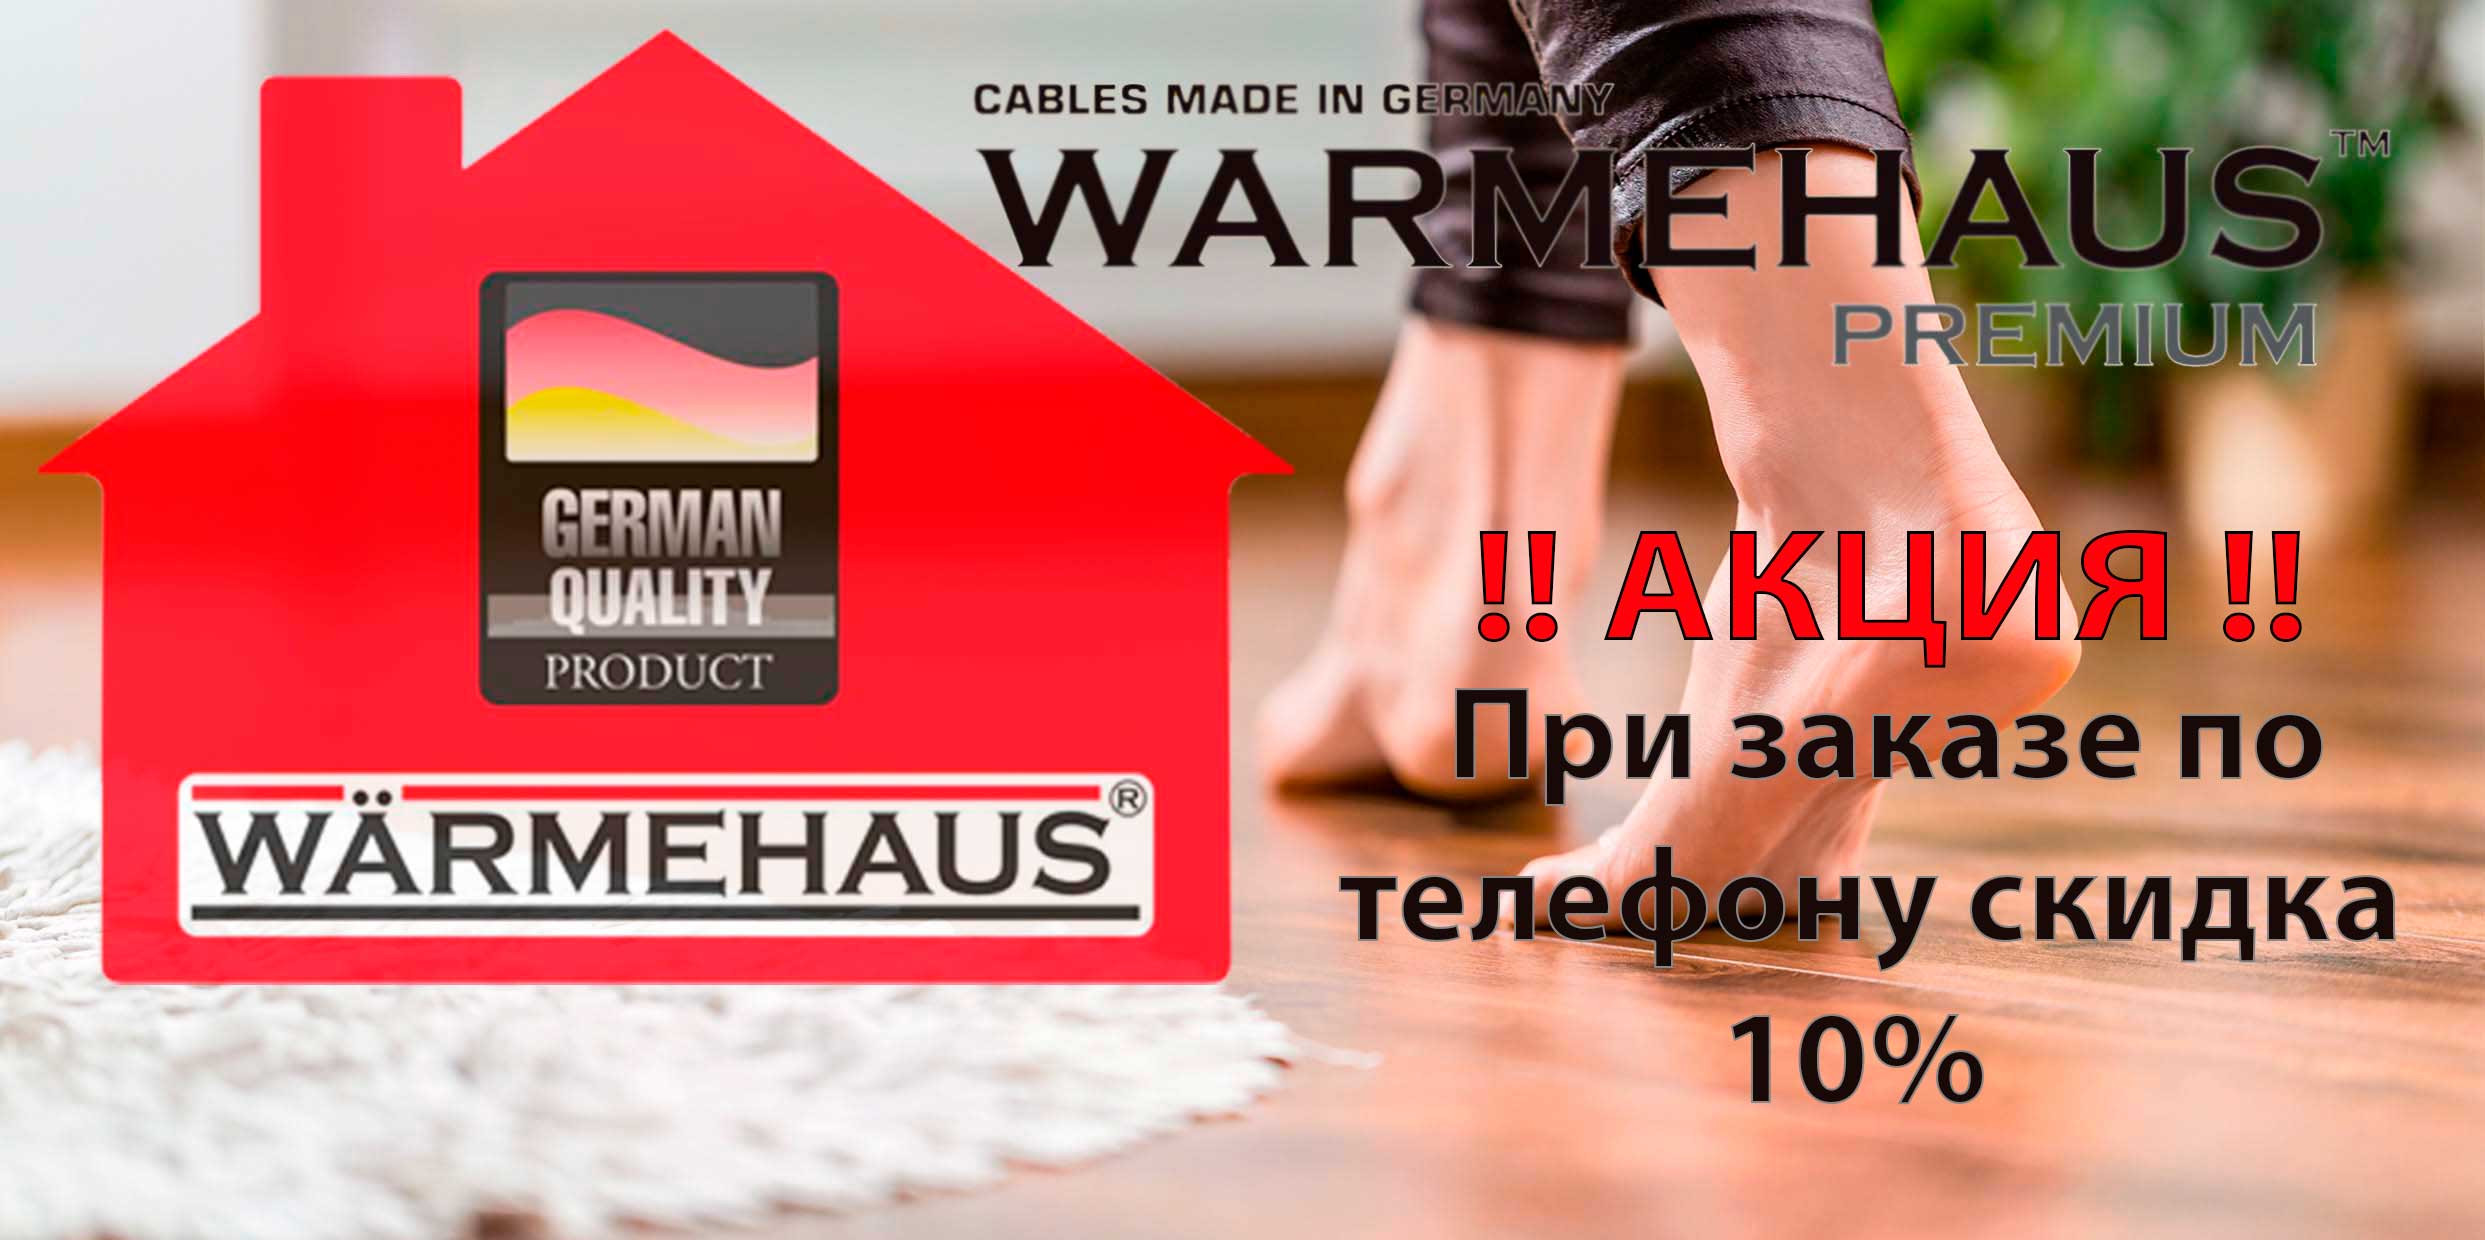 CABLES MADE IN GERMANY
WARMEHAUS™
PREMIUM
GERMAN
QUALITY
PRODUCT
WÄRMEHAUS®
!! АКЦИЯ !!
При заказе по
телефону скидка
10%